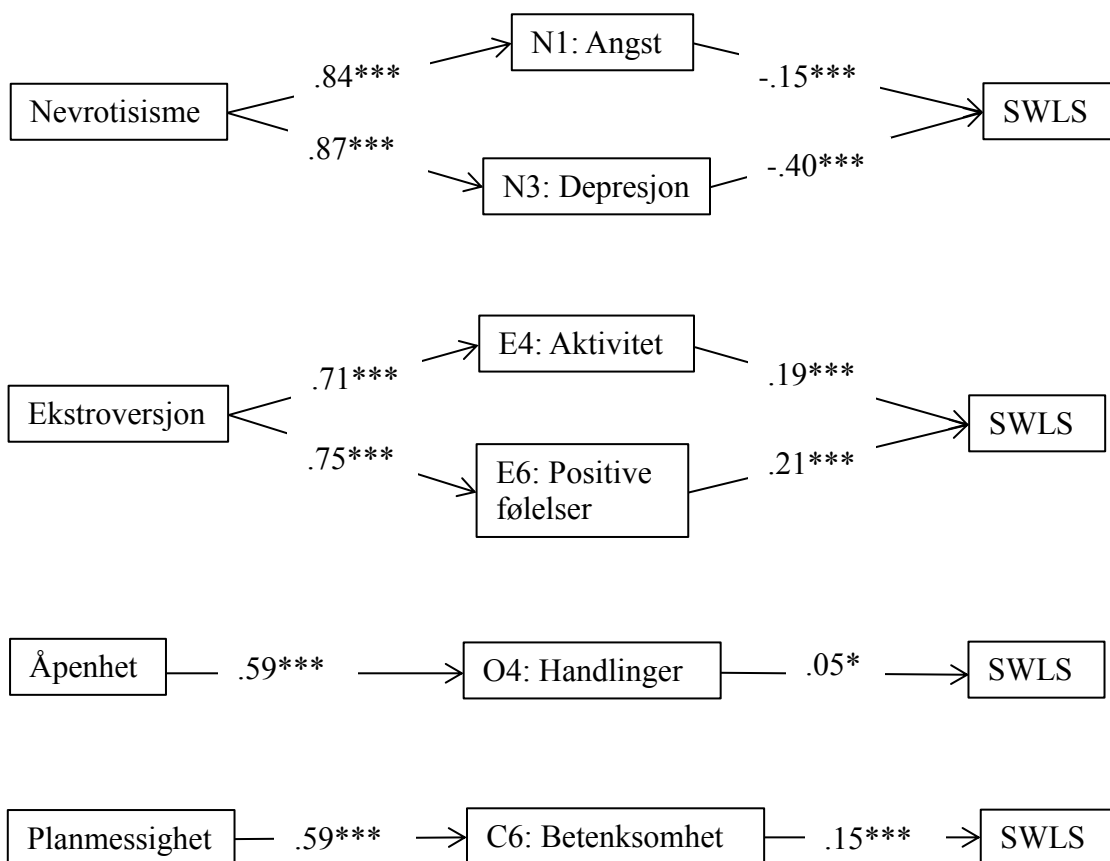 N1: Angst
.84***
-.15***
Nevrotisisme
SWLS
.87***
-.40***
N3: Depresjon
E4: Aktivitet
.71***
.19***
Ekstroversjon
SWLS
.75***
.21***
E6: Positive
følelser
Åpenhet .59*** O4: Handlinger .05* SWLS
Planmessighet .59*** C6: Betenksomhet .15*** SWLS